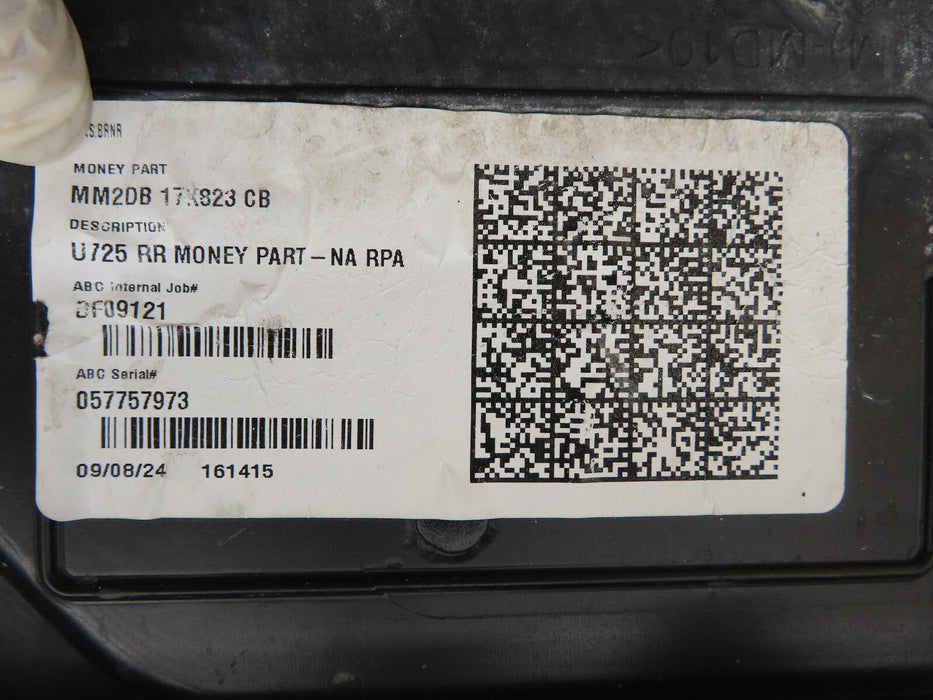 MONEY PART
MM2DB 17K823 CB
DESCRIPTION
U725 RR MONEY PART-NA RPA
ABC Internal Job#
BF09121
ABC Serial#
057757973
09/08/24 161415